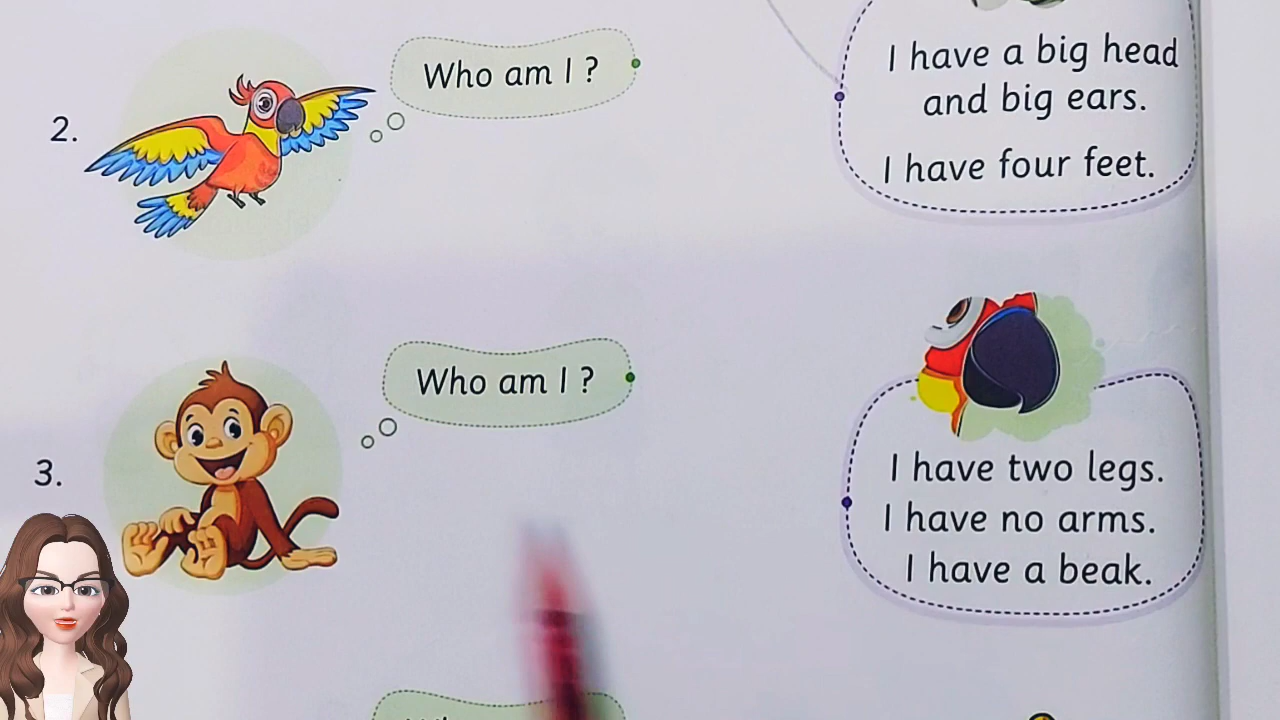 2.
Who am I ?
I have a big head
and big ears.
I have four feet.
3.
Who am I ?
I have two legs.
I have no arms.
I have a beak.